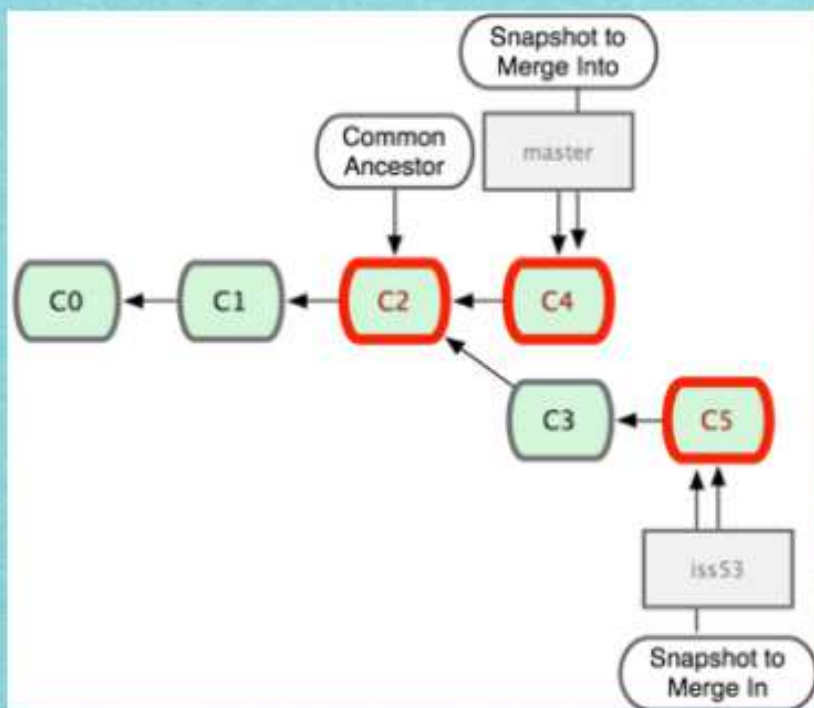 Snapshot to
Merge Into
Common
Ancestor
master
C0
C1
C2
C4
C3
C5
iss53
Snapshot to
Merge In